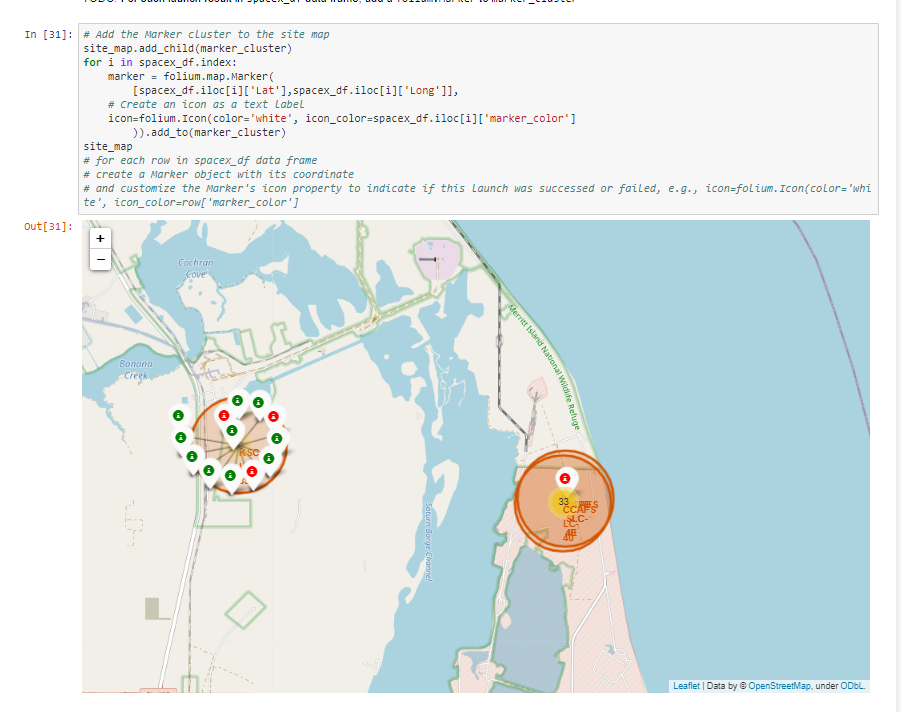 In [31]:
# Add the Marker cluster to the site map
site_map.add_child(marker_cluster)
for i in spacex_df.index:
    marker = folium.map.Marker(
        [spacex_df.iloc[i]['Lat'],spacex_df.iloc[i]['Long']],
    # Create an icon as a text label
    icon=folium.Icon(color='white', icon_color=spacex_df.iloc[i]['marker_color']
        )).add_to(marker_cluster)
site_map
# for each row in spacex_df data frame
# create a Marker object with its coordinate
# and customize the Marker's icon property to indicate if this launch was successed or failed, e.g., icon=folium.Icon(color='whi
te', icon_color=row['marker_color']
Out[31]:
+
−
Cochran
Cove
Merritt Island National Wildlife Refuge
Banana
Creek
KSC
33
CCAFS
SLC-
LC-
40
Saturn Barge Channel
Leaflet | Data by © OpenStreetMap, under ODbL.